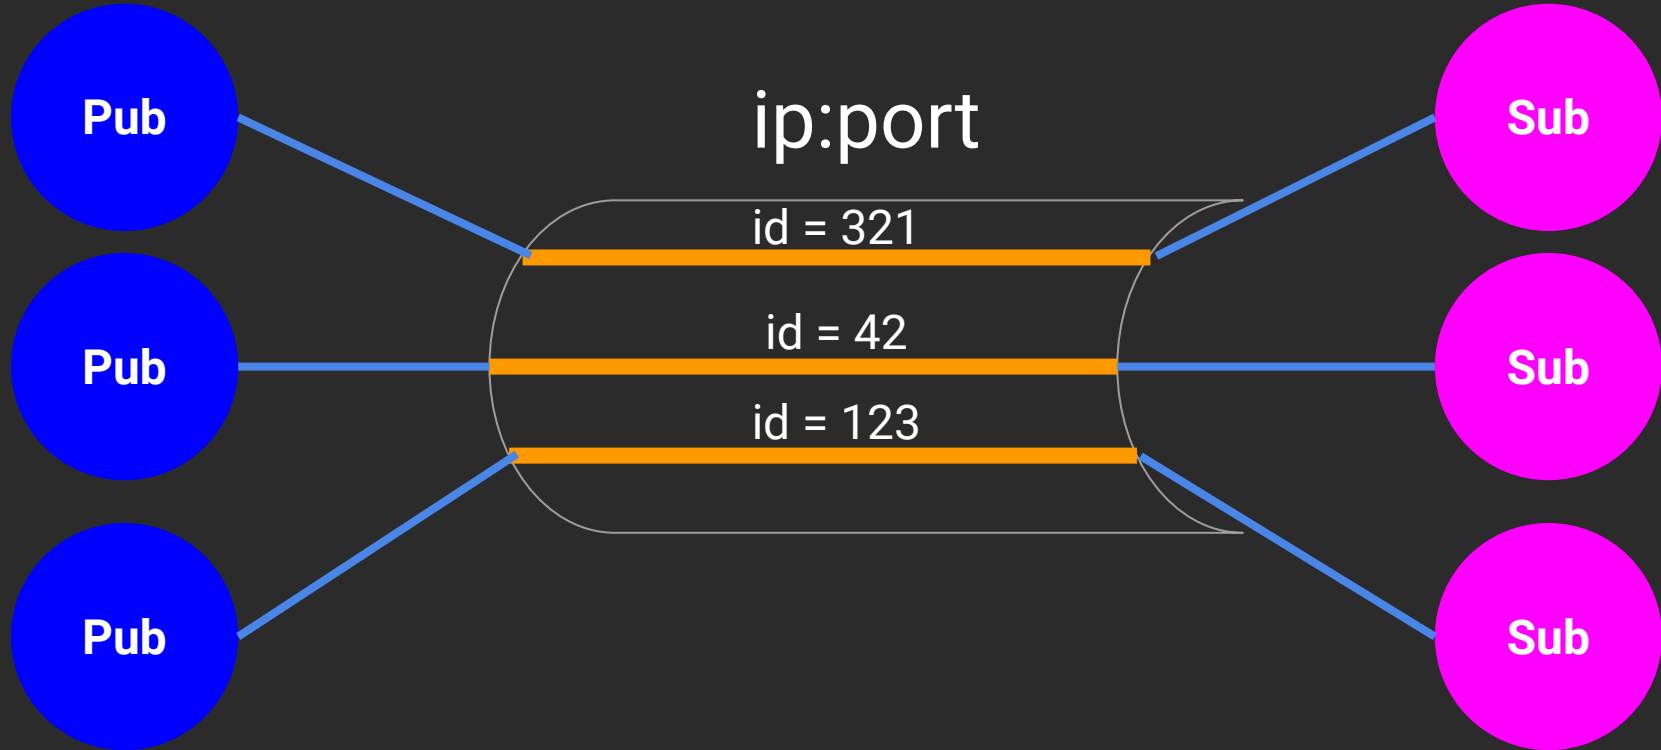 Pub
ip:port
Sub
id = 321
id = 42
Pub
Sub
id = 123
Pub
Sub